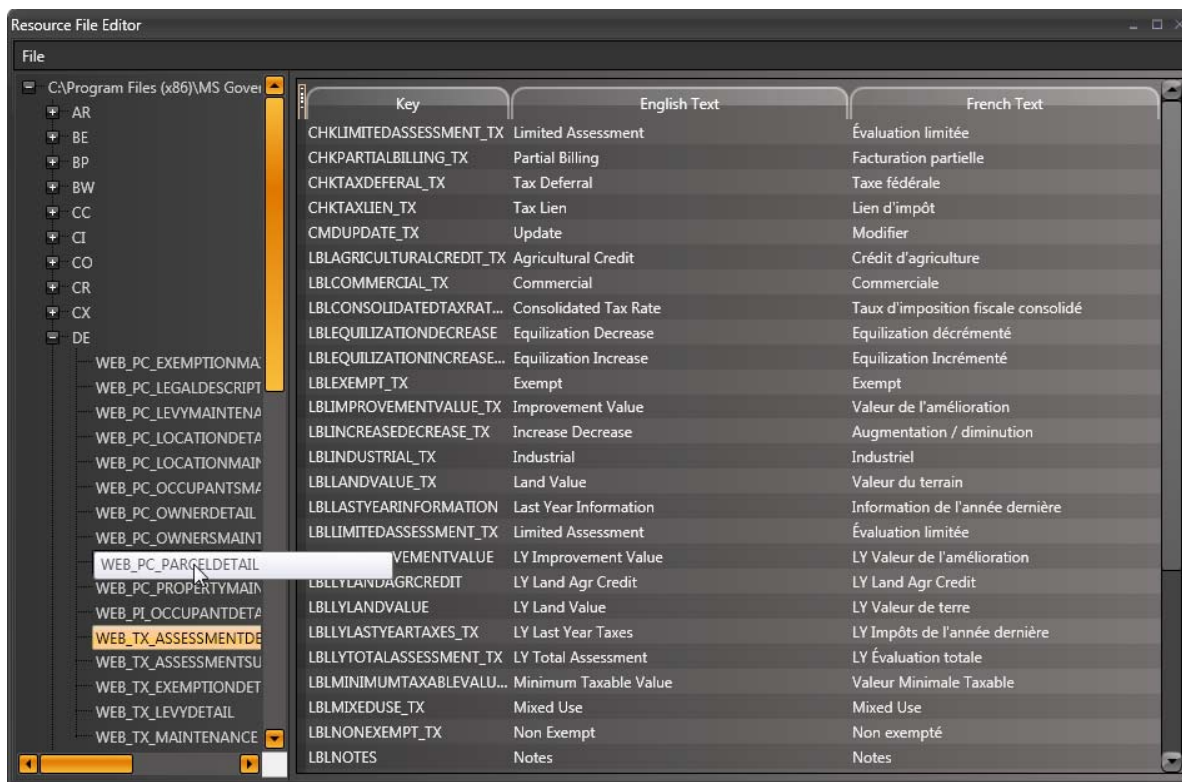 Resource File Editor
File
C:\Program Files (x86)\MS Gover
AR
BE
BP
BW
CC
CI
CO
CR
CX
DE
WEB_PC_EXEMPTIONMA
WEB_PC_LEGALDESCRIPT
WEB_PC_LEVYMAINTENA
WEB_PC_LOCATIONDETA
WEB_PC_LOCATIONMAIN
WEB_PC_OCCUPANTSMA
WEB_PC_OWNERDETAIL
WEB_PC_OWNERSMAINT
WEB_PC_PARCELDETAIL
WEB_PC_PROPERTYMAIN
WEB_PI_OCCUPANTDETA
WEB_TX_ASSESSMENTDE
WEB_TX_ASSESSMENTSU
WEB_TX_EXEMPTIONDET
WEB_TX_LEVYDETAIL
WEB_TX_MAINTENANCE
Key English Text French Text
CHKLIMITEDASSESSMENT_TX Limited Assessment Évaluation limitée
CHKPARTIALBILLING_TX Partial Billing Facturation partielle
CHKTAXDEFERAL_TX Tax Deferral Taxe fédérale
CHKTAXLIEN_TX Tax Lien Lien d'impôt
CMDUPDATE_TX Update Modifier
LBLAGRICULTURALCREDIT_TX Agricultural Credit Crédit d'agriculture
LBLCOMMERCIAL_TX Commercial Commerciale
LBLCONSOLIDATEDTAXRAT... Consolidated Tax Rate Taux d'imposition fiscale consolidé
LBLEQUILIZATIONDECREASE Equilization Decrease Equilization décrémenté
LBLEQUILIZATIONINCREASE... Equilization Increase Equilization Incrémenté
LBLEXEMPT_TX Exempt Exempt
LBLIMPROVEMENTVALUE_TX Improvement Value Valeur de l'amélioration
LBLINCREASEDECREASE_TX Increase Decrease Augmentation / diminution
LBLINDUSTRIAL_TX Industrial Industriel
LBLLANDVALUE_TX Land Value Valeur du terrain
LBLLASTYEARINFORMATION Last Year Information Information de l'année dernière
LBLLIMITEDASSESSMENT_TX Limited Assessment Évaluation limitée
VEMENTVALUE LY Improvement Value LY Valeur de l'amélioration
LBLLYLANDAGRCREDIT LY Land Agr Credit LY Land Agr Credit
LBLLYLANDVALUE LY Land Value LY Valeur de terre
LBLLYLASTYEARTAXES_TX LY Last Year Taxes LY Impôts de l'année dernière
LBLLYTOTALASSESSMENT_TX LY Total Assessment LY Évaluation totale
LBLMINIMUMTAXABLEVALU... Minimum Taxable Value Valeur Minimale Taxable
LBLMIXEDUSE_TX Mixed Use Mixed Use
LBLNONEXEMPT_TX Non Exempt Non exempté
LBLNOTES Notes Notes